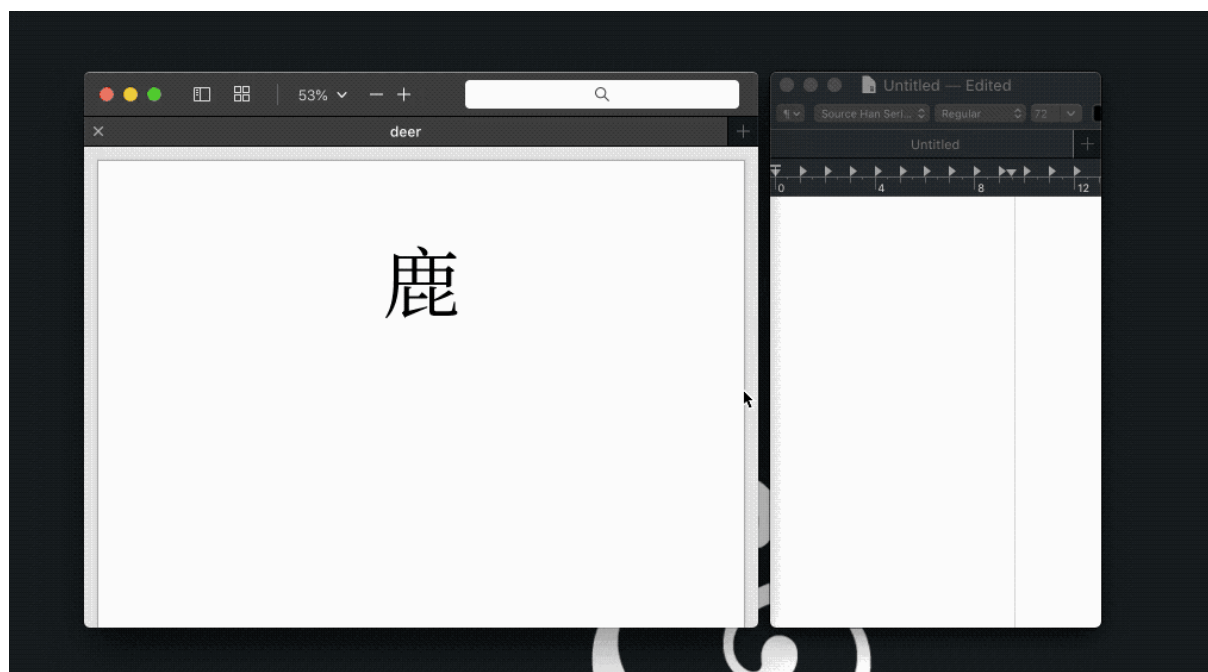 Untitled — Edited
53%
¶ Source Han Seri... Regular 72
deer
Untitled
0 4 8 12
鹿